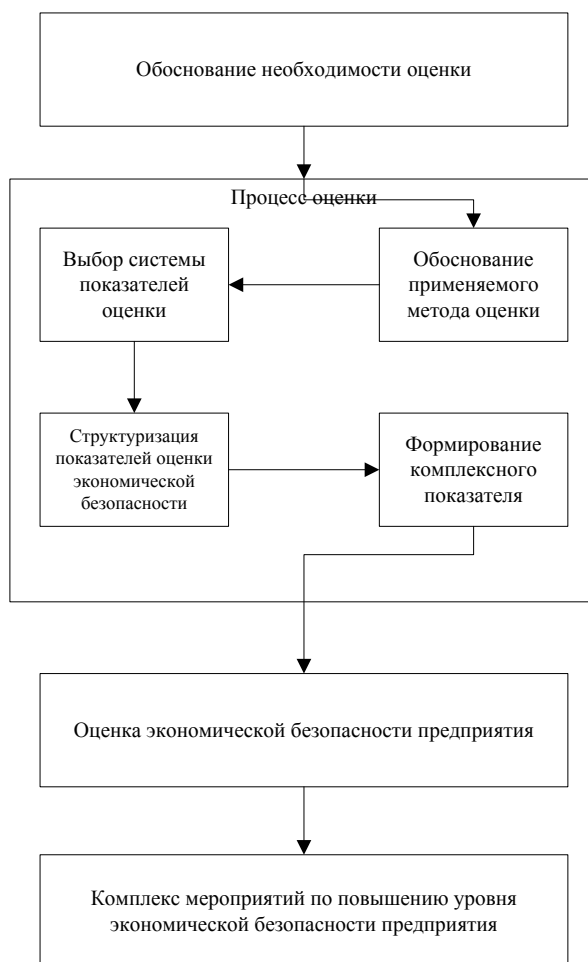 Обоснование необходимости оценки
Процесс оценки
Выбор системы
показателей
оценки
Обоснование
применяемого
метода оценки
Структуризация
показателей оценки
экономической
безопасности
Формирование
комплексного
показателя
Оценка экономической безопасности предприятия
Комплекс мероприятий по повышению уровня
экономической безопасности предприятия